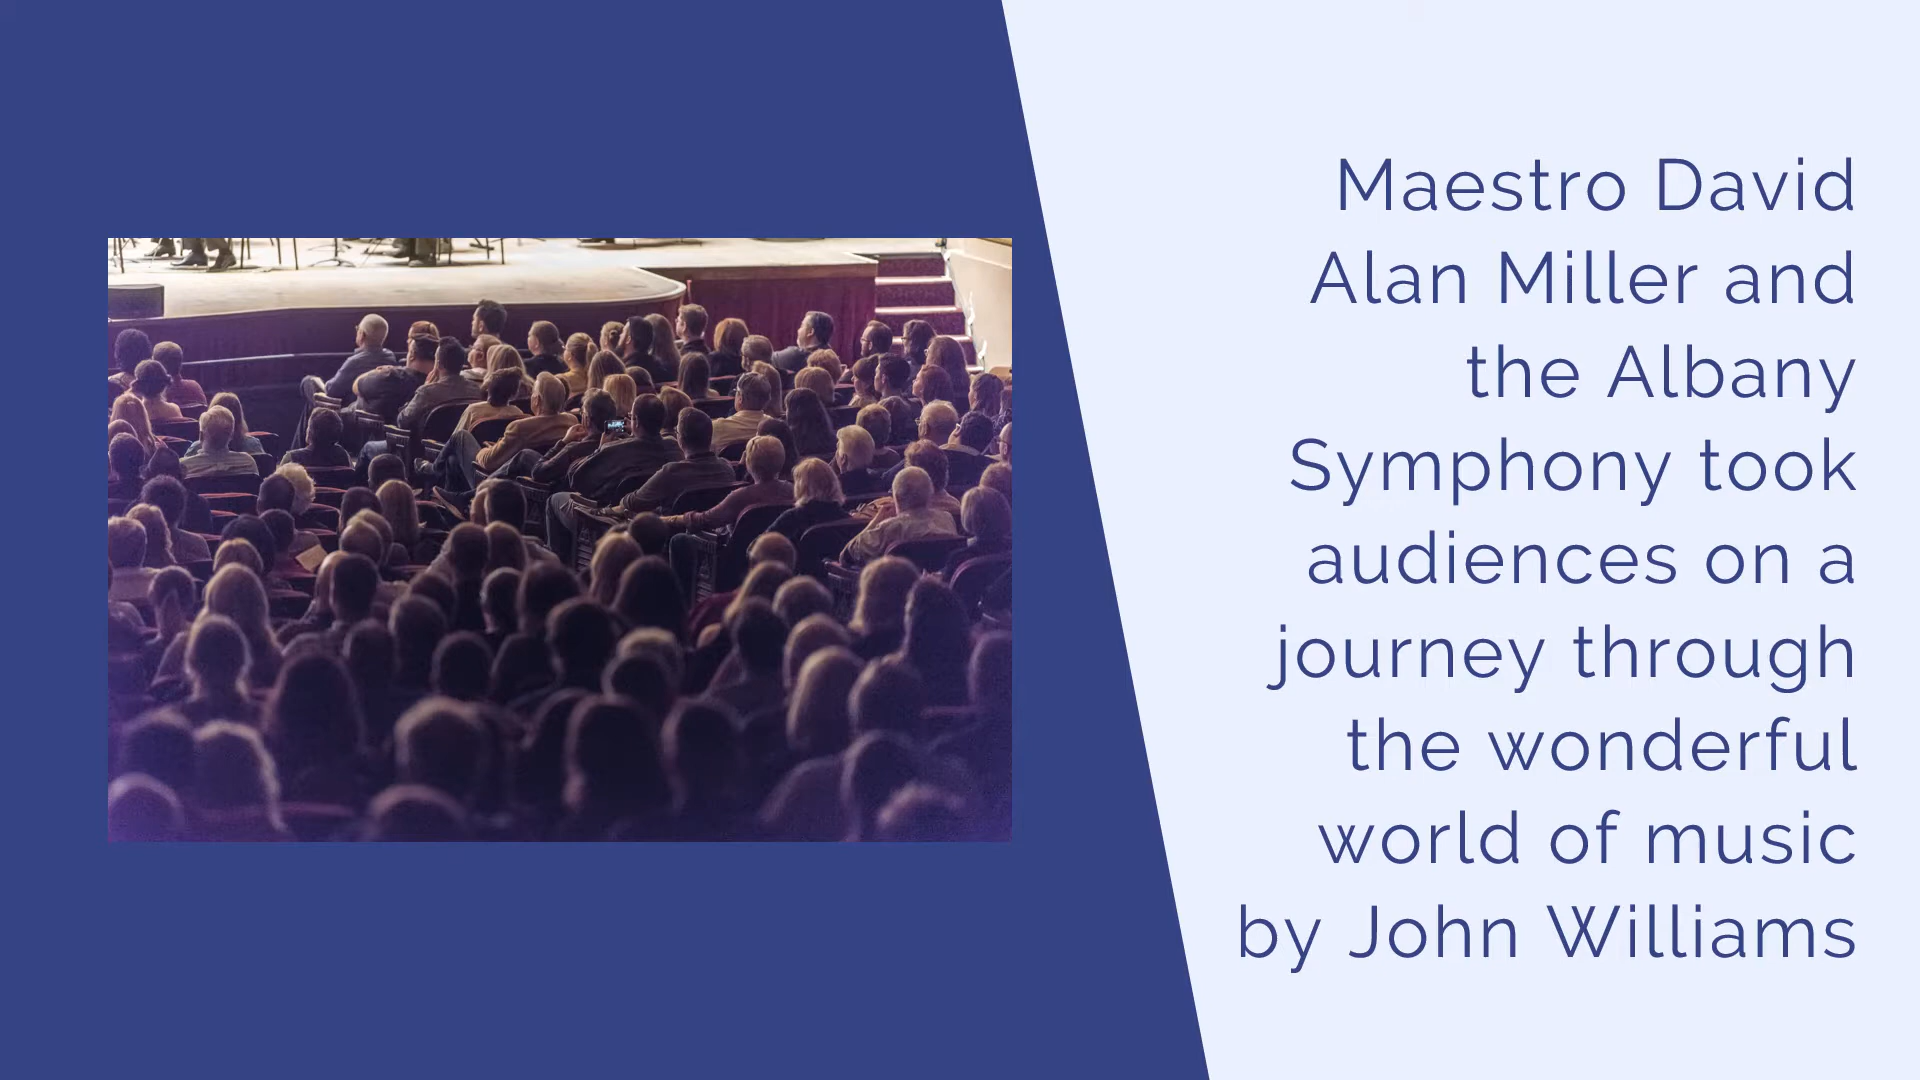 Maestro David
Alan Miller and
the Albany
Symphony took
audiences on a
journey through
the wonderful
world of music
by John Williams